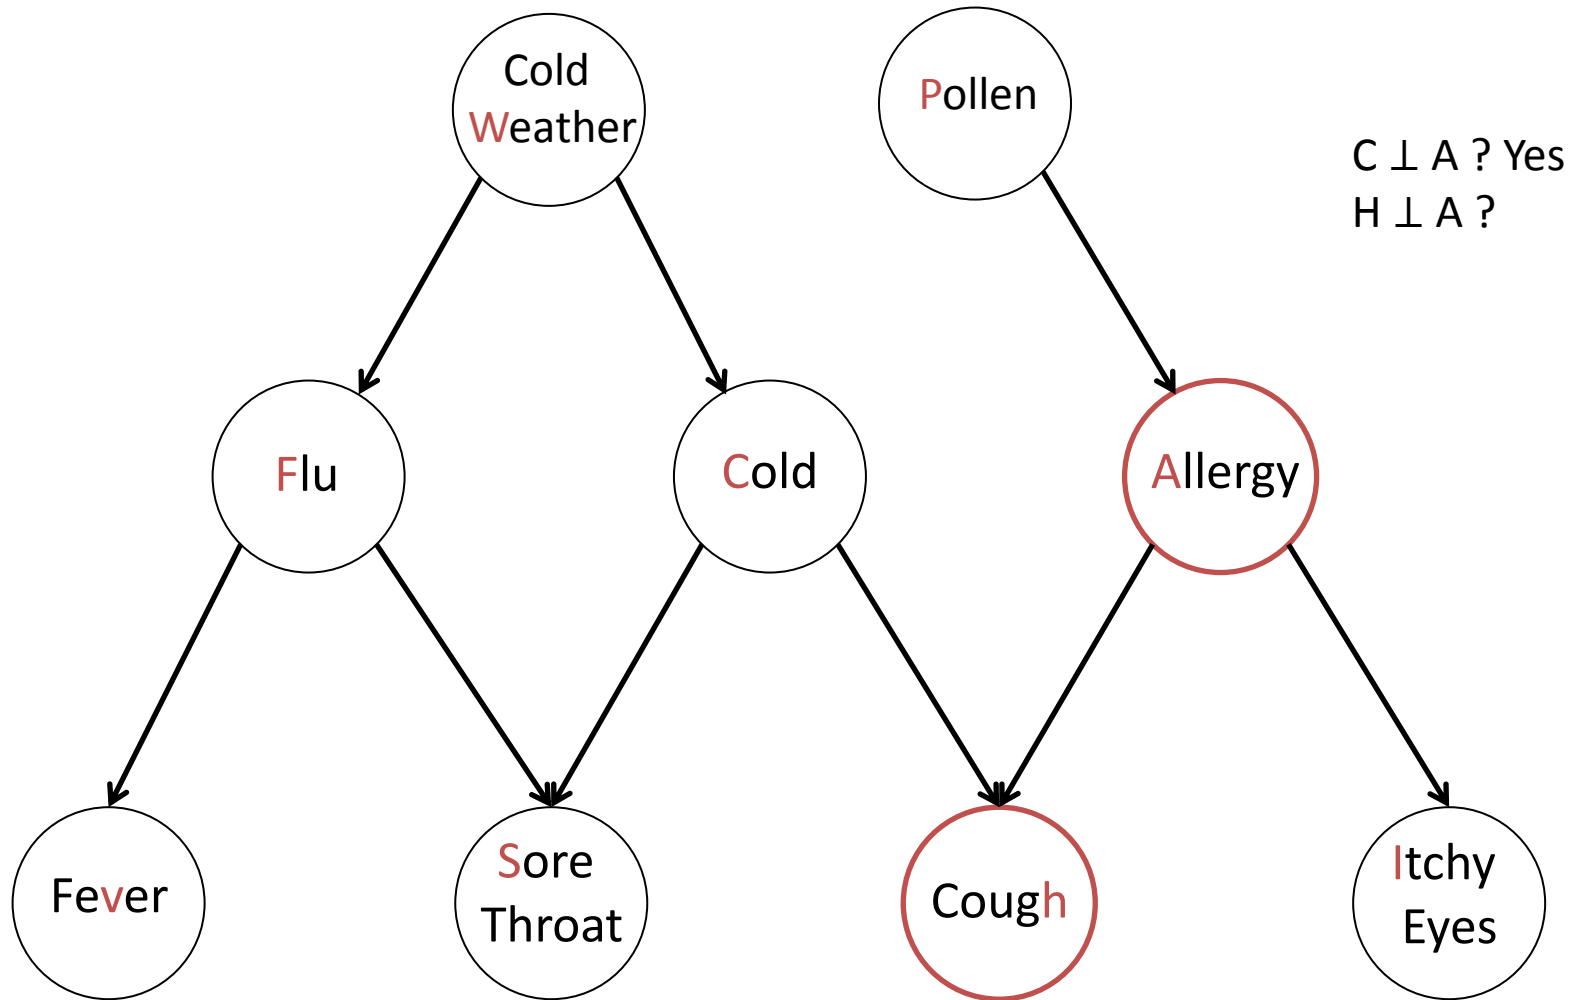 Cold
Weather
Pollen
C ⊥ A ? Yes
H ⊥ A ?
Flu
Cold
Allergy
Fever
Sore
Throat
Cough
Itchy
Eyes